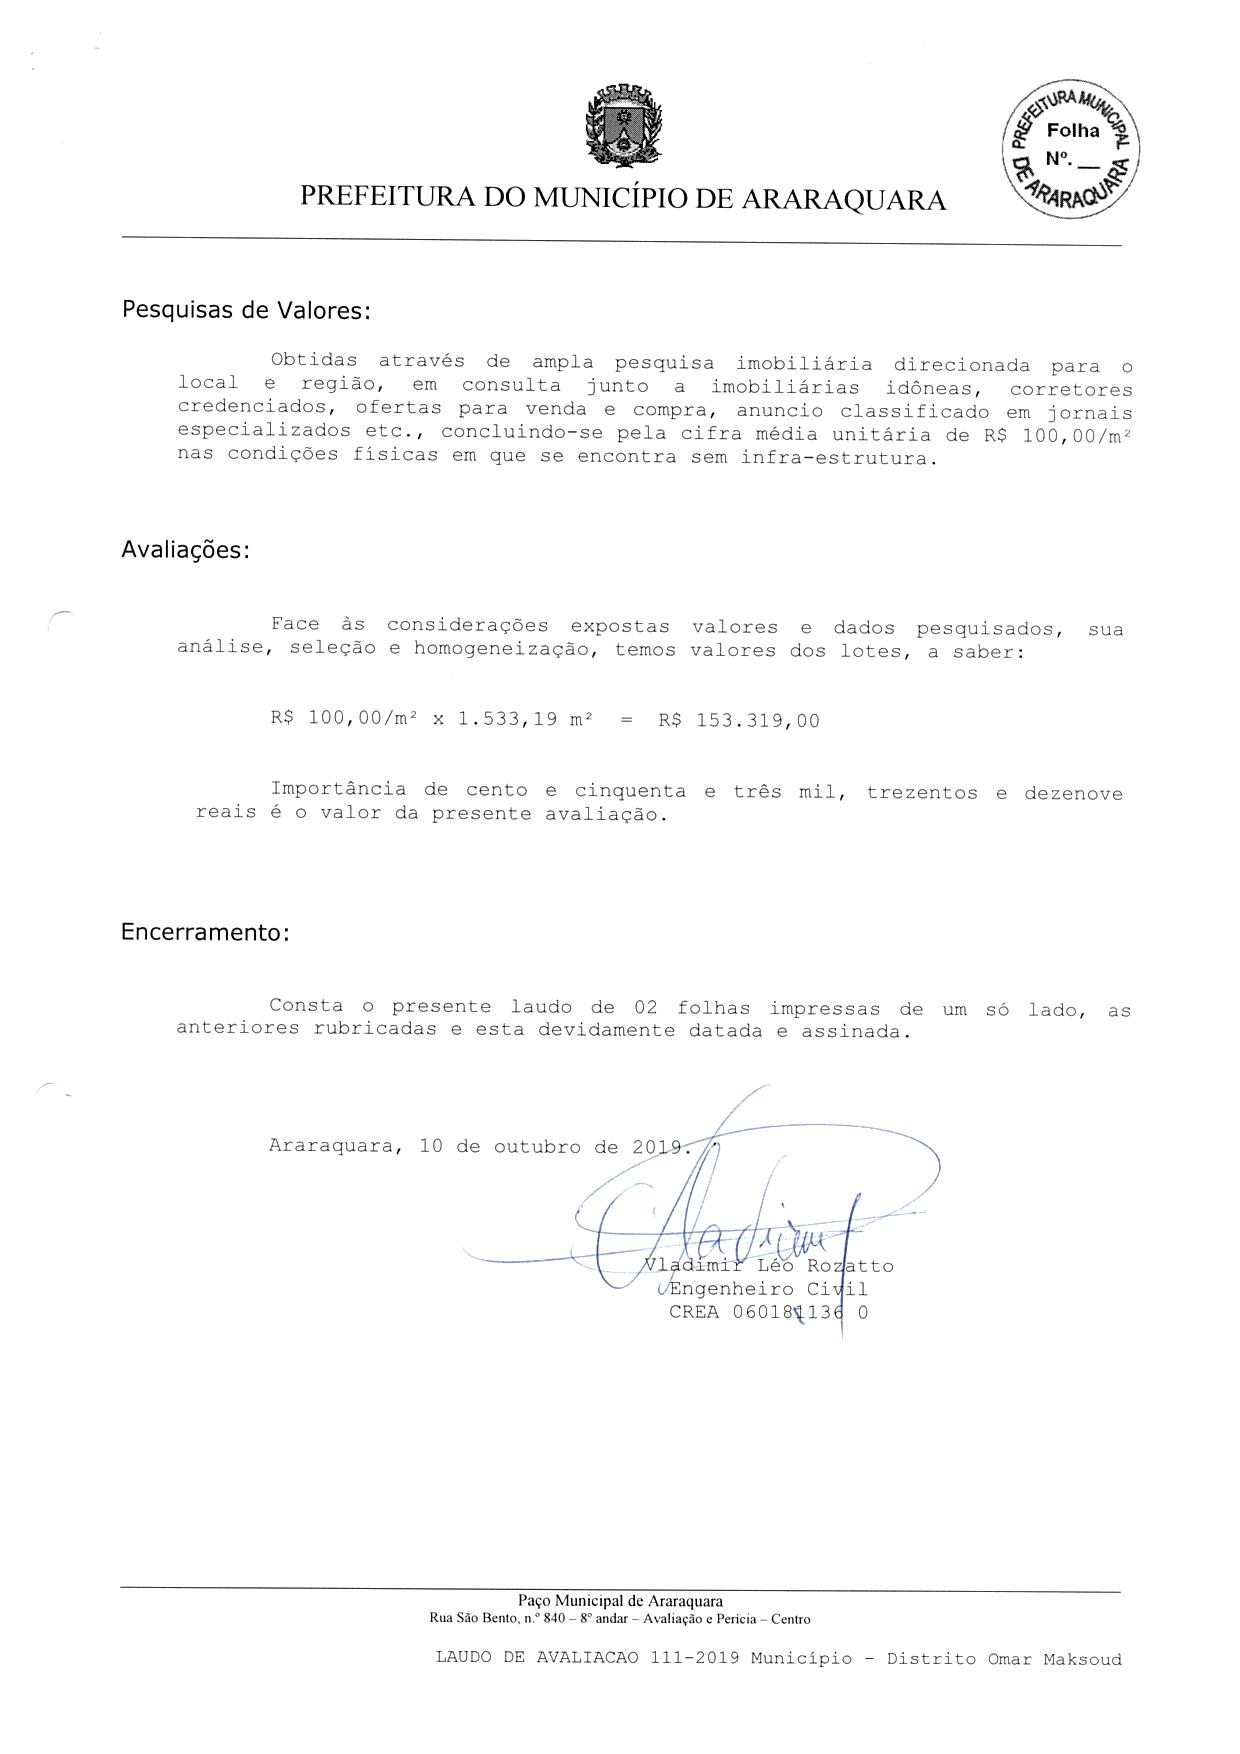 PREFEITURA MUNICIPAL
Folha
Nº. __
DE ARARAQUARA
PREFEITURA DO MUNICÍPIO DE ARARAQUARA
Pesquisas de Valores:
Obtidas através de ampla pesquisa imobiliária direcionada para o
local e região, em consulta junto a imobiliárias idôneas, corretores
credenciados, ofertas para venda e compra, anuncio classificado em jornais
especializados etc., concluindo-se pela cifra média unitária de R$ 100,00/m²
nas condições físicas em que se encontra sem infra-estrutura.
Avaliações:
Face às considerações expostas valores e dados pesquisados, sua
análise, seleção e homogeneização, temos valores dos lotes, a saber:
R$ 100,00/m² x 1.533,19 m² = R$ 153.319,00
Importância de cento e cinquenta e três mil, trezentos e dezenove
reais é o valor da presente avaliação.
Encerramento:
Consta o presente laudo de 02 folhas impressas de um só lado, as
anteriores rubricadas e esta devidamente datada e assinada.
Araraquara, 10 de outubro de 2019.
Vladimir Léo Rozatto
Engenheiro Civil
CREA 060181136 0
Paço Municipal de Araraquara
Rua São Bento, n.º 840 – 8º andar – Avaliação e Perícia – Centro
LAUDO DE AVALIACAO 111-2019 Município - Distrito Omar Maksoud